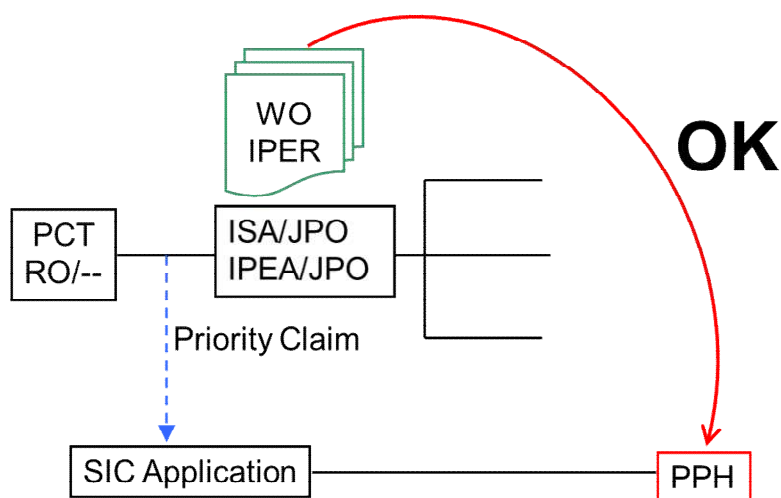 WO
IPER
OK
PCT
RO/--
ISA/JPO
IPEA/JPO
Priority Claim
SIC Application
PPH